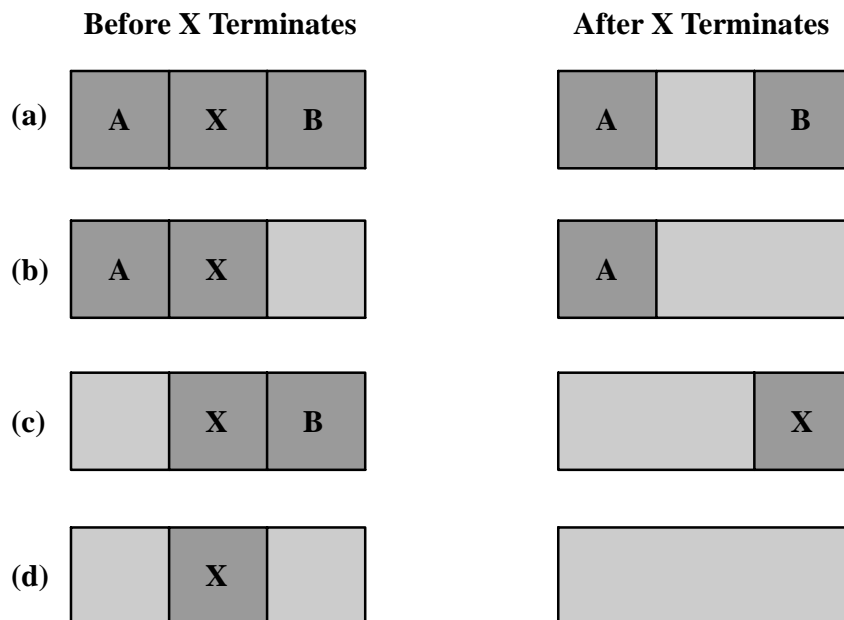 Before X Terminates After X Terminates
(a) A X B A B
(b) A X A
(c) X B X
(d) X